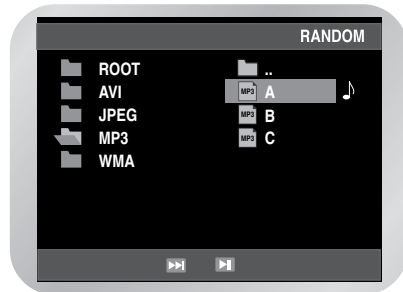 RANDOM
ROOT
AVI
JPEG
MP3
WMA
..
MP3 A
MP3 B
MP3 C